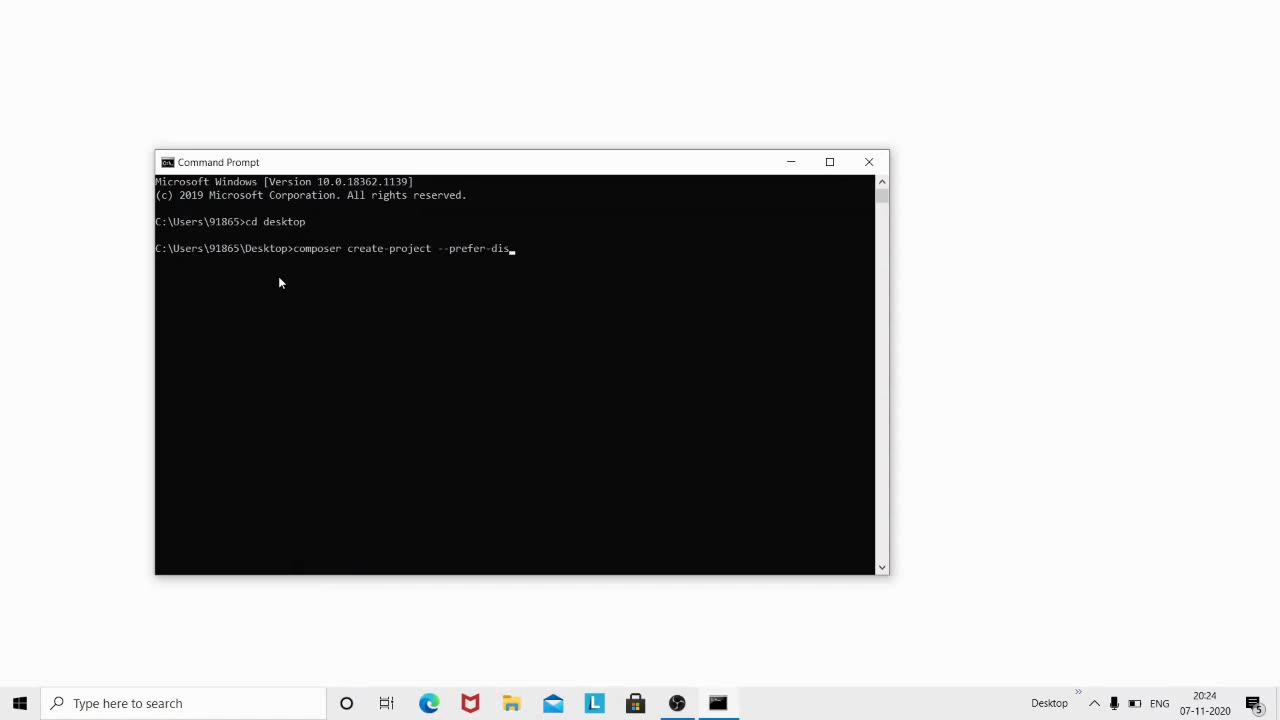 Command Prompt
Microsoft Windows [Version 10.0.18362.1139]
(c) 2019 Microsoft Corporation. All rights reserved.
C:\Users\91865>cd desktop
C:\Users\91865\Desktop>composer create-project --prefer-dis
Type here to search
Desktop
ENG
20:24
07-11-2020
5